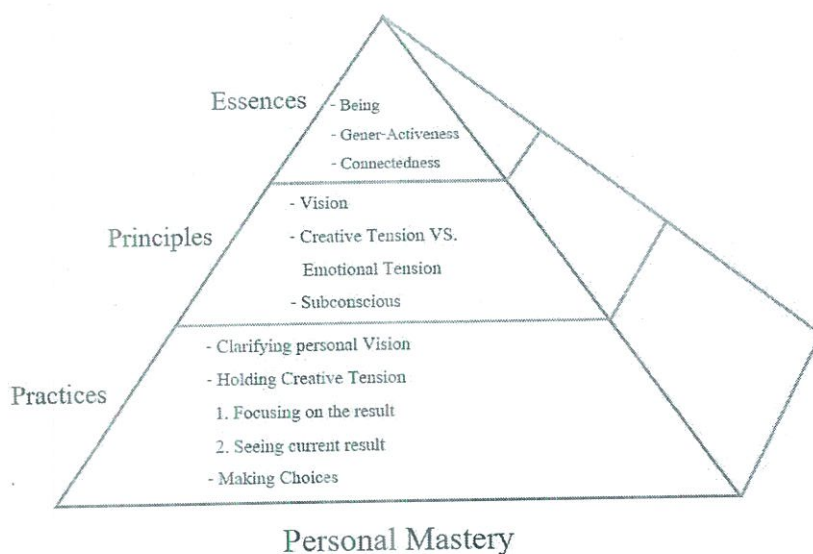 Essences
- Being
- Gener-Activeness
- Connectedness
Principles
- Vision
- Creative Tension VS.
Emotional Tension
- Subconscious
Practices
- Clarifying personal Vision
- Holding Creative Tension
1. Focusing on the result
2. Seeing current result
- Making Choices
Personal Mastery